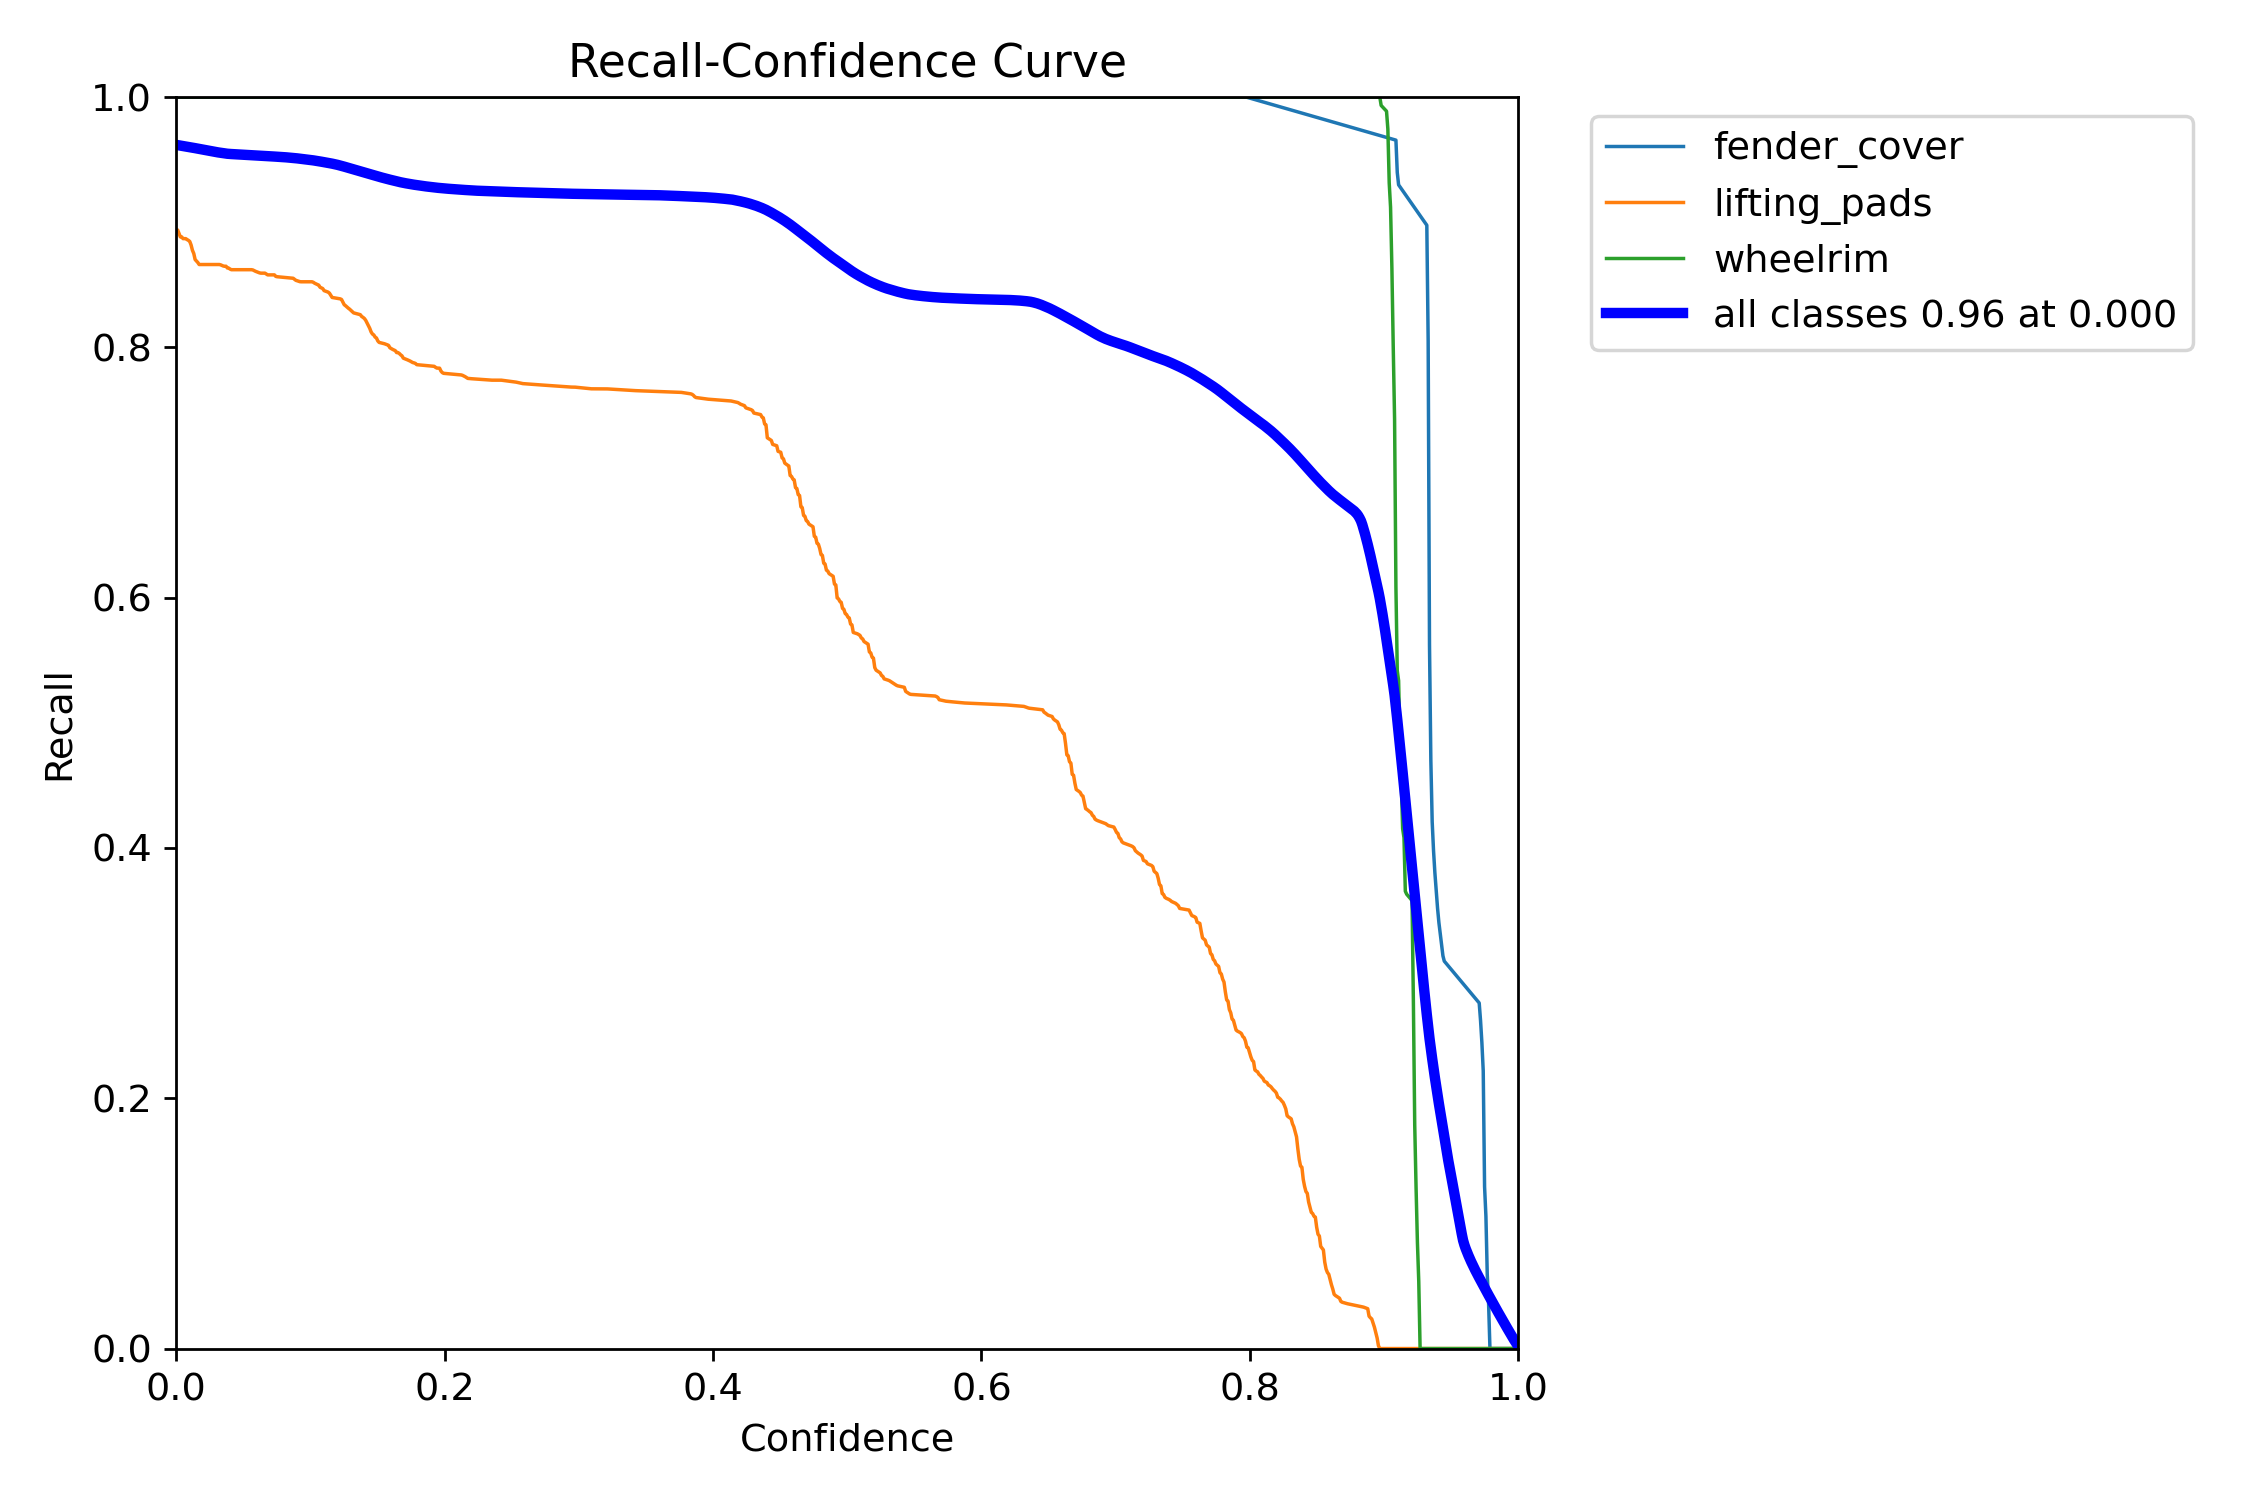 Recall-Confidence Curve
1.0
0.8
0.6
0.4
0.2
0.0
Recall
0.0 0.2 0.4 0.6 0.8 1.0
Confidence
fender_cover
lifting_pads
wheelrim
all classes 0.96 at 0.000